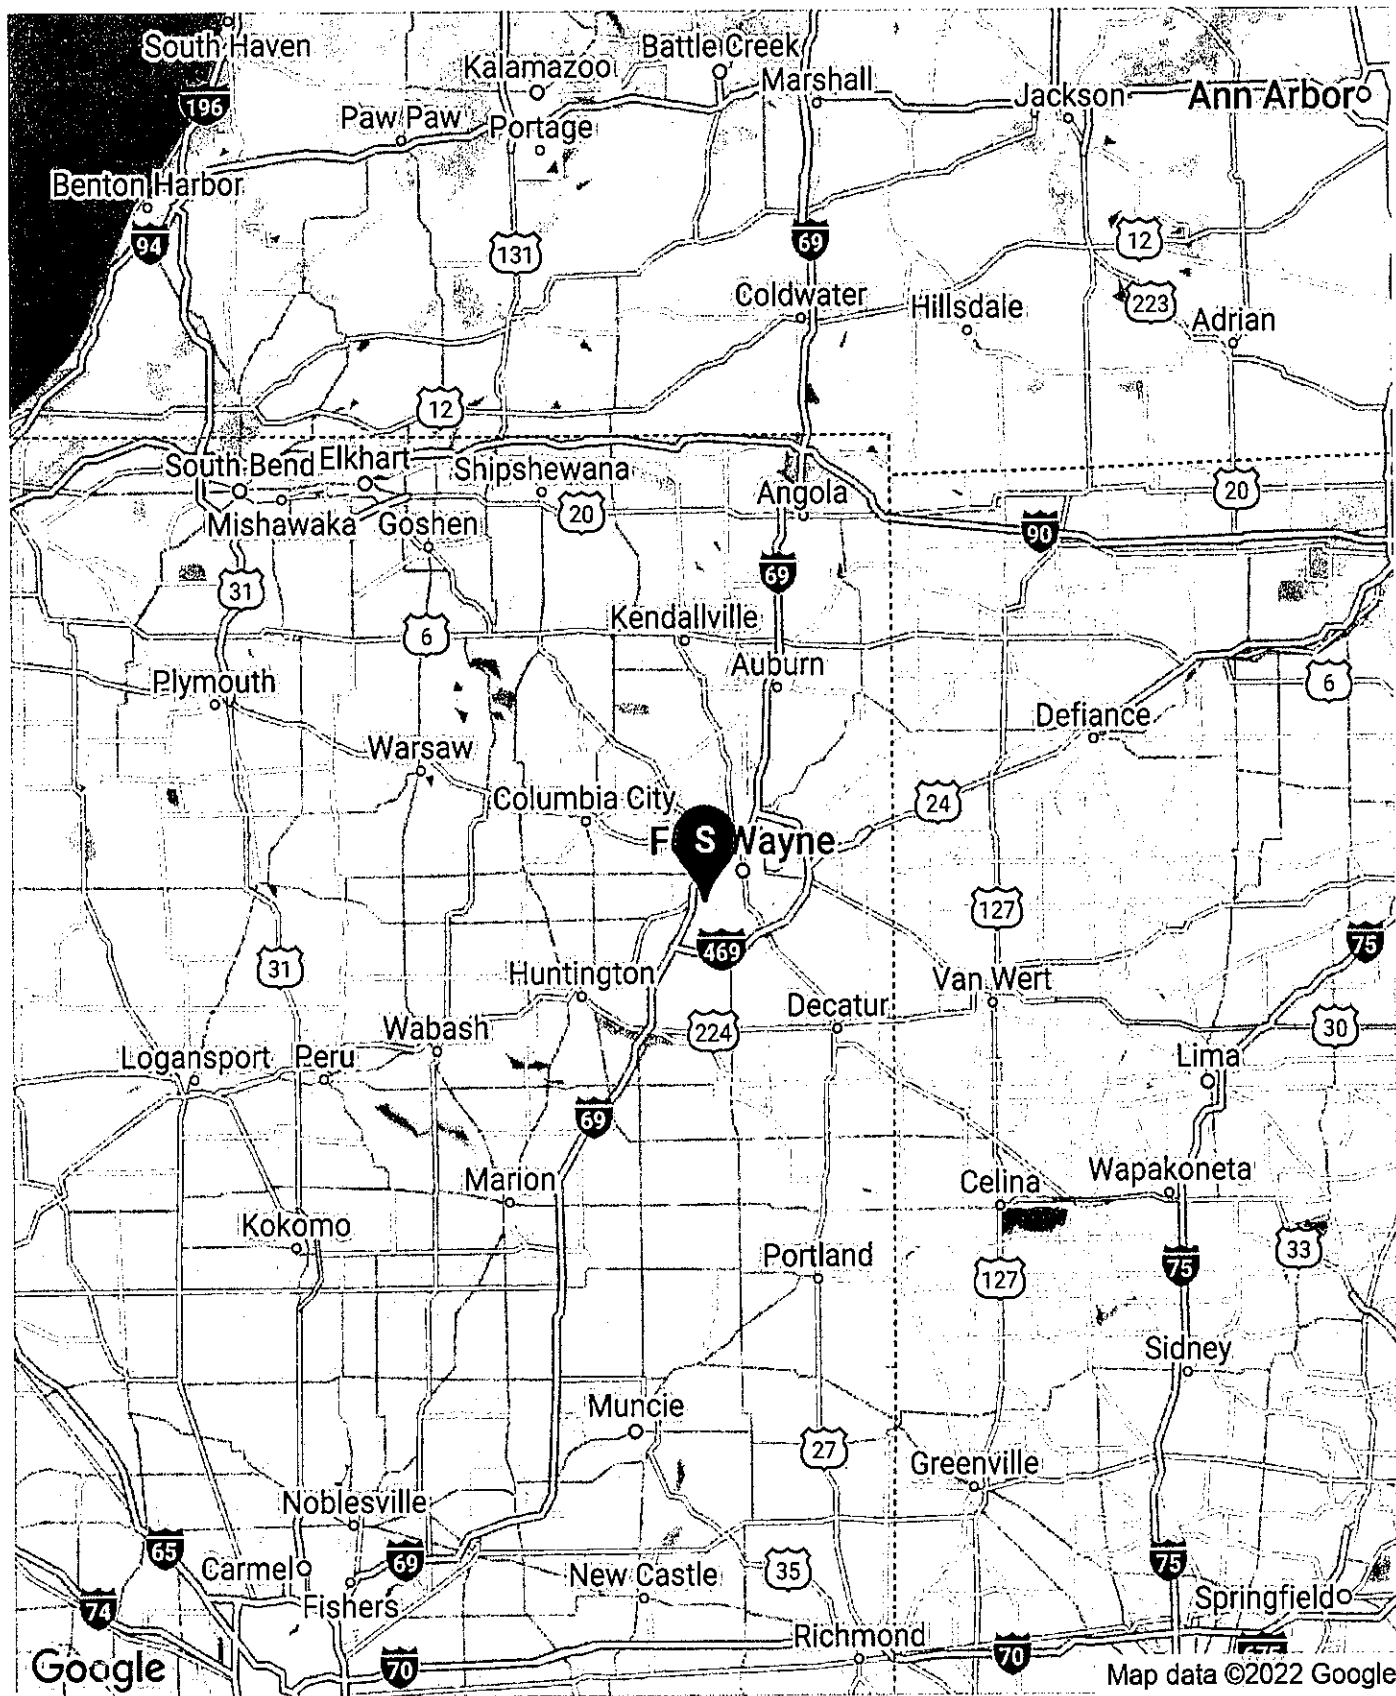 South Haven
Battle Creek
Kalamazoo
Marshall
Jackson
Ann Arbor
196
Paw Paw
Portage
Benton Harbor
94
131
69
12
Coldwater
Hillsdale
223
Adrian
12
South Bend
Elkhart
Shipshewana
Angola
20
Mishawaka
Goshen
20
90
31
69
6
Kendallville
Auburn
Plymouth
6
Defiance
Warsaw
Columbia City
24
S
Wayne
127
31
469
75
Huntington
Van Wert
Decatur
Wabash
224
30
Logansport
Peru
Lima
69
Marion
Celina
Wapakoneta
Kokomo
Portland
33
75
127
Sidney
Muncie
27
Greenville
Noblesville
65
Carmel
69
New Castle
35
75
Springfield
74
Fishers
Richmond
Google
70
70
Map data ©2022 Google